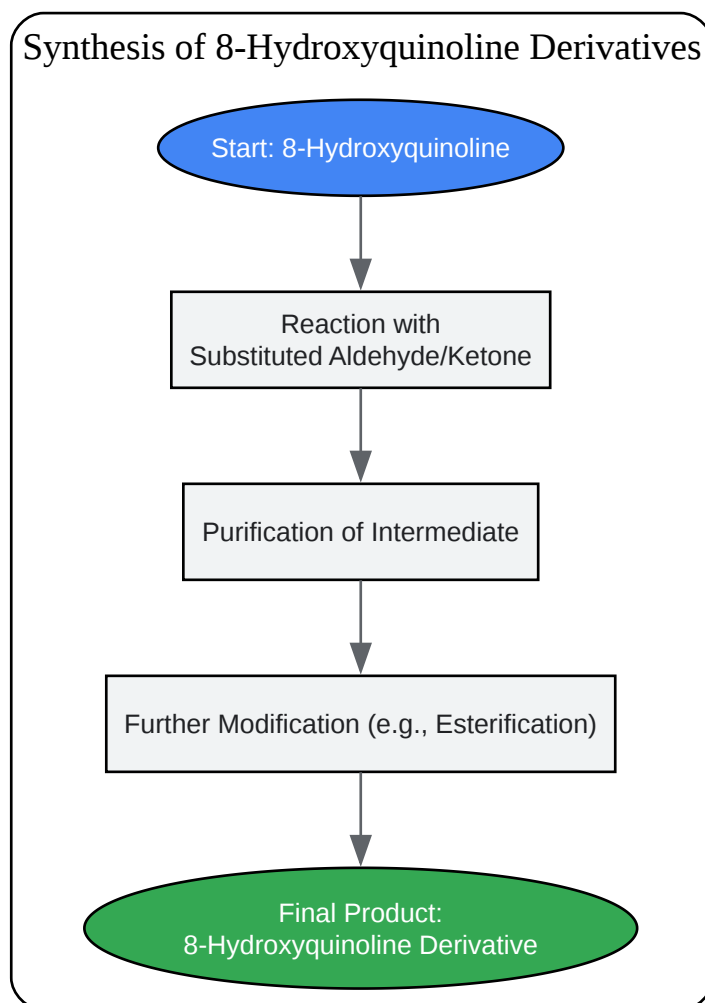 Synthesis of 8-Hydroxyquinoline Derivatives
Start: 8-Hydroxyquinoline
Reaction with
Substituted Aldehyde/Ketone
Purification of Intermediate
Further Modification (e.g., Esterification)
Final Product:
8-Hydroxyquinoline Derivative